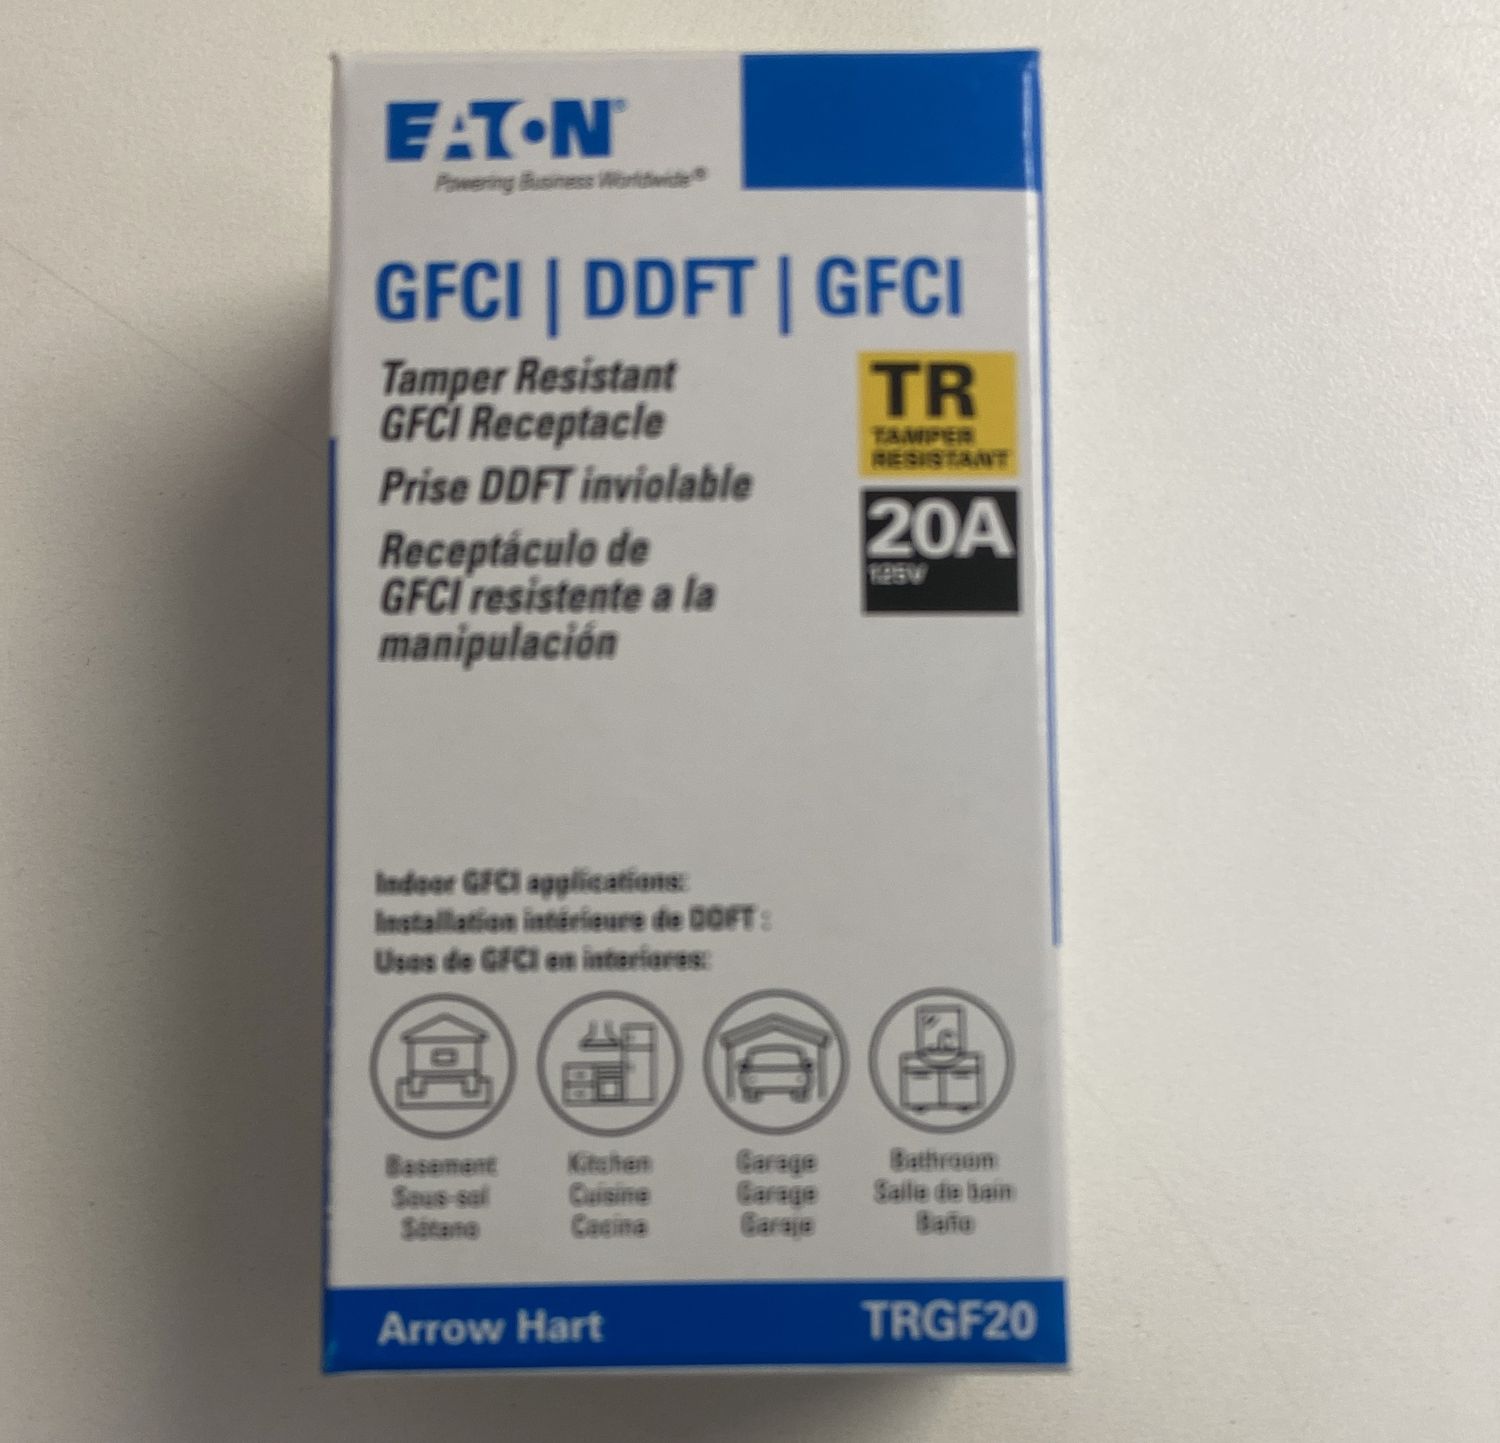 EATON®
Powering Business Worldwide®
GFCI | DDFT | GFCI
Tamper Resistant
GFCI Receptacle
Prise DDFT inviolable
Receptáculo de
GFCI resistente a la
manipulación
TR
TAMPER
RESISTANT
20A
125V
Indoor GFCI applications:
Installation intérieure de DDFT :
Usos de GFCI en interiores:
Basement
Sous-sol
Sótano
Kitchen
Cuisine
Cocina
Garage
Garage
Garaje
Bathroom
Salle de bain
Baño
Arrow Hart
TRGF20